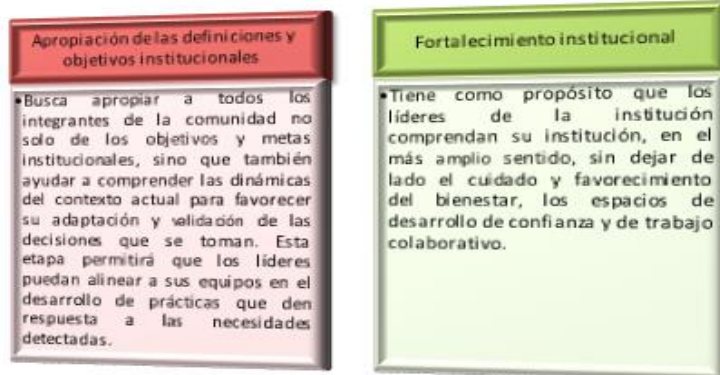 Apropiación de las definiciones y
objetivos institucionales
•Busca apropiar a todos los
integrantes de la comunidad no
solo de los objetivos y metas
institucionales, sino que también
ayudar a comprender las dinámicas
del contexto actual para favorecer
su adaptación y validación de las
decisiones que se toman. Esta
etapa permitirá que los líderes
puedan alinear a sus equipos en el
desarrollo de prácticas que den
respuesta a las necesidades
detectadas.
Fortalecimiento institucional
•Tiene como propósito que los
líderes de la institución
comprendan su institución, en el
más amplio sentido, sin dejar de
lado el cuidado y favorecimiento
del bienestar, los espacios de
desarrollo de confianza y de trabajo
colaborativo.